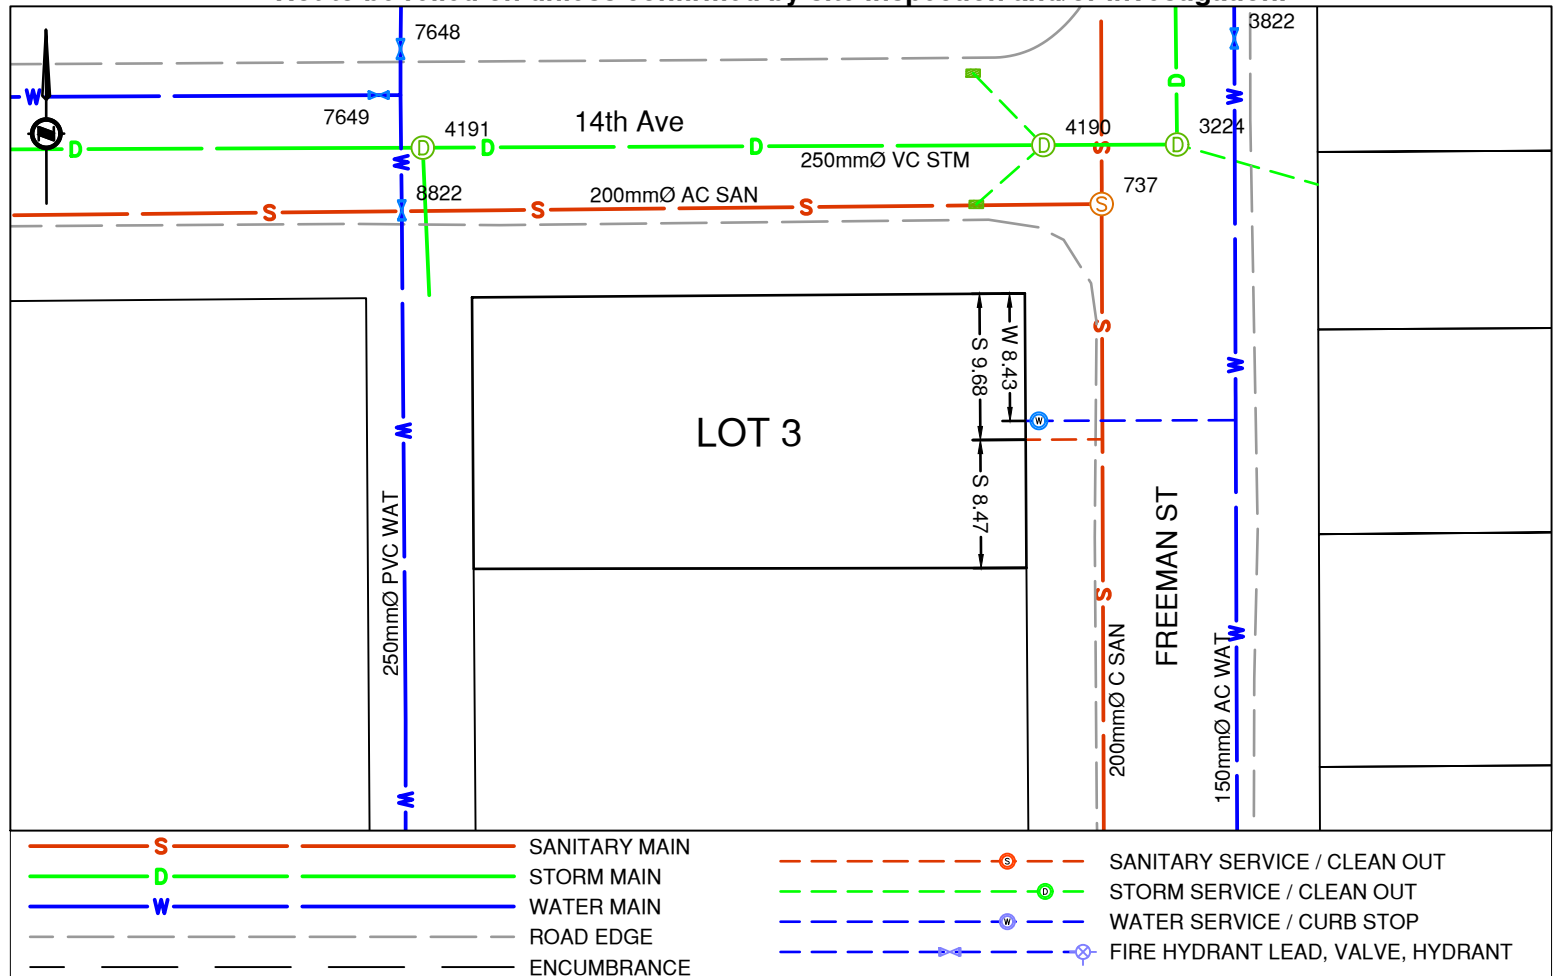 7648
3822
W
7649
4191
14th Ave
4190
3224
D
D
D
D
D
D
D
D
250mmØ VC STM
W
W
S
8822
200mmØ AC SAN
737
S
S
S
S
S
W 8.43
S 9.68
LOT 3
W
W
W
S 8.47
250mmØ PVC WAT
FREEMAN ST
S
W
200mmØ C SAN
150mmØ AC WAT
W
S SANITARY MAIN
D STORM MAIN
W WATER MAIN
ROAD EDGE
ENCUMBRANCE
S SANITARY SERVICE / CLEAN OUT
D STORM SERVICE / CLEAN OUT
W WATER SERVICE / CURB STOP
FIRE HYDRANT LEAD, VALVE, HYDRANT